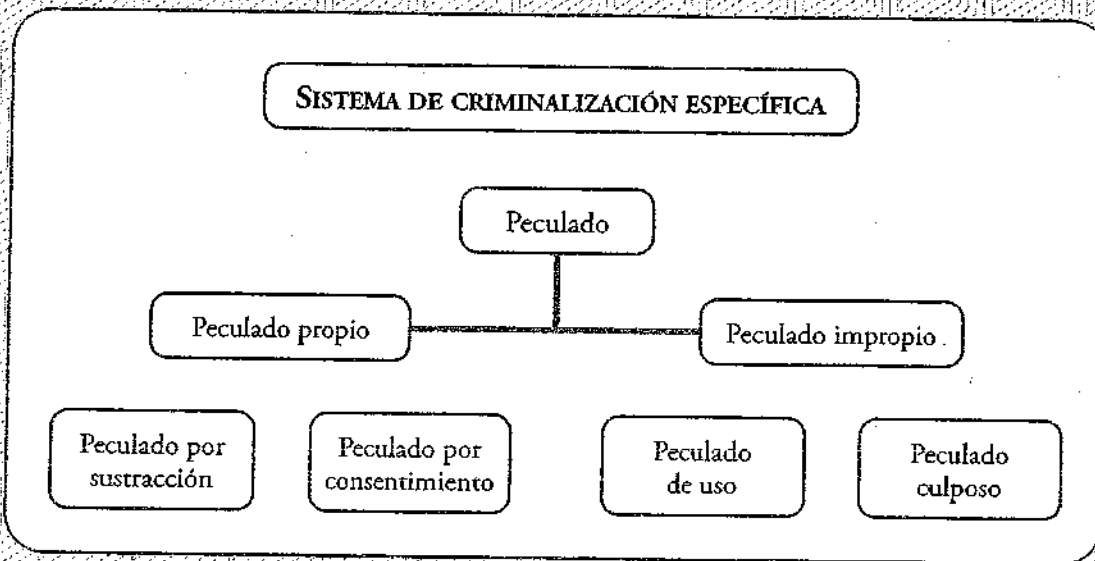 SISTEMA DE CRIMINALIZACIÓN ESPECÍFICA
Peculado
Peculado propio
Peculado impropio
Peculado por
sustracción
Peculado por
consentimiento
Peculado
de uso
Peculado
culposo